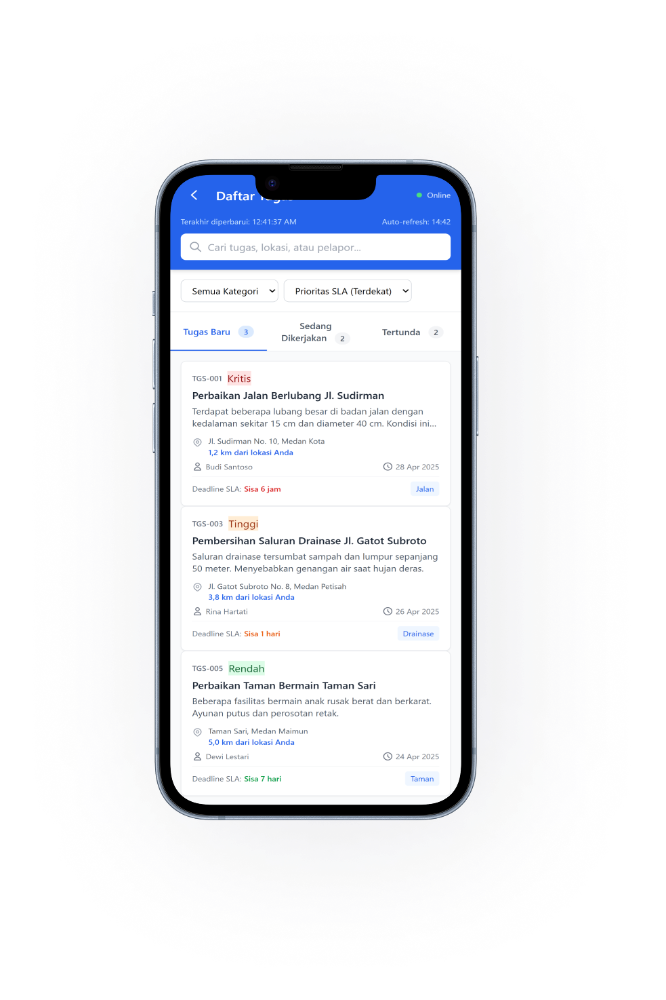 Daftar
Online
Terakhir diperbarui: 12:41:37 AM
Auto-refresh: 14:42
Cari tugas, lokasi, atau pelapor...
Semua Kategori
Prioritas SLA (Terdekat)
Tugas Baru 3
Sedang
Dikerjakan 2
Tertunda 2
TGS-001 Kritis
Perbaikan Jalan Berlubang Jl. Sudirman
Terdapat beberapa lubang besar di badan jalan dengan
kedalaman sekitar 15 cm dan diameter 40 cm. Kondisi ini...
Jl. Sudirman No. 10, Medan Kota
1,2 km dari lokasi Anda
Budi Santoso
28 Apr 2025
Deadline SLA: Sisa 6 jam
Jalan
TGS-003 Tinggi
Pembersihan Saluran Drainase Jl. Gatot Subroto
Saluran drainase tersumbat sampah dan lumpur sepanjang
50 meter. Menyebabkan genangan air saat hujan deras.
Jl. Gatot Subroto No. 8, Medan Petisah
3,8 km dari lokasi Anda
Rina Hartati
26 Apr 2025
Deadline SLA: Sisa 1 hari
Drainase
TGS-005 Rendah
Perbaikan Taman Bermain Taman Sari
Beberapa fasilitas bermain anak rusak berat dan berkarat.
Ayunan putus dan perosotan retak.
Taman Sari, Medan Maimun
5,0 km dari lokasi Anda
Dewi Lestari
24 Apr 2025
Deadline SLA: Sisa 7 hari
Taman